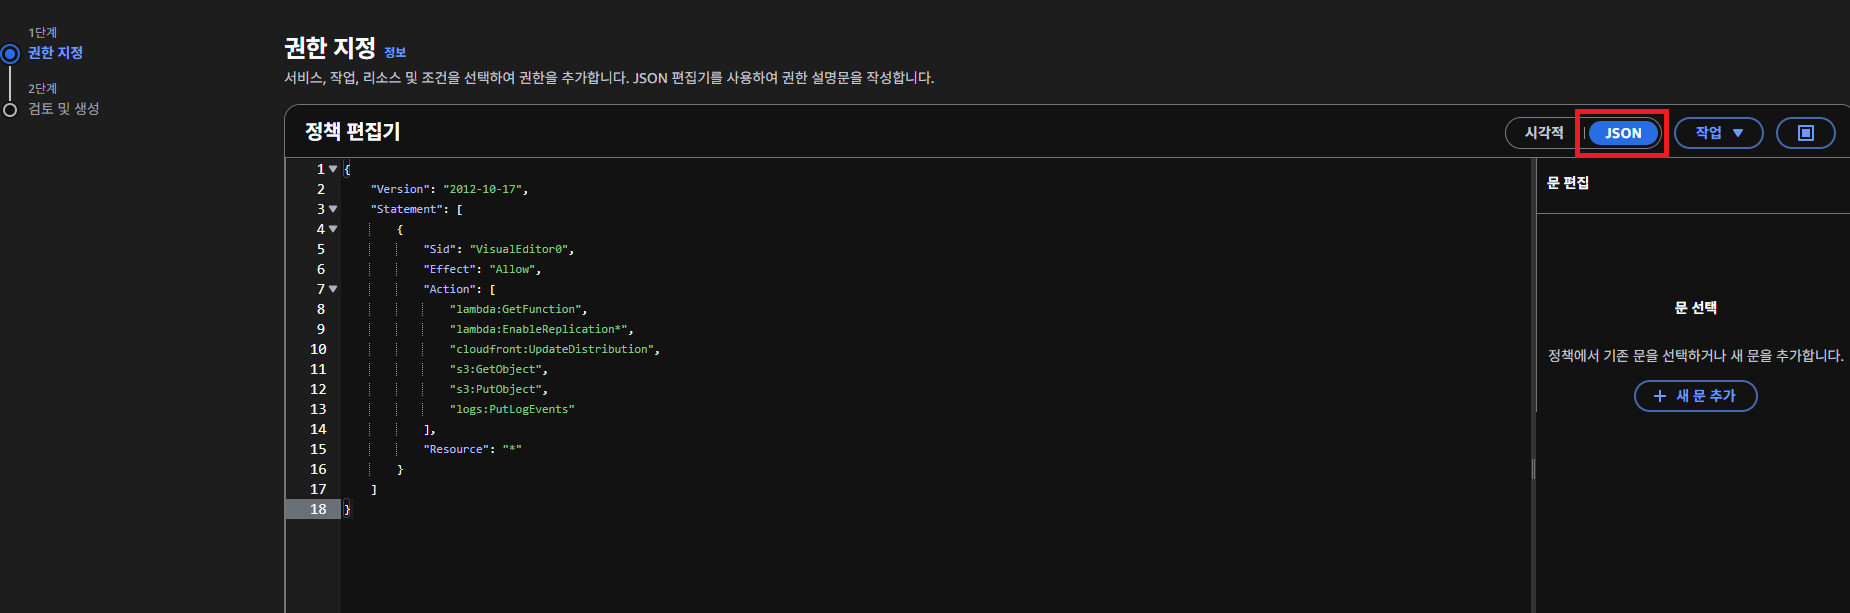 1단계
권한 지정
2단계
검토 및 생성
권한 지정 정보
서비스, 작업, 리소스 및 조건을 선택하여 권한을 추가합니다. JSON 편집기를 사용하여 권한 설명문을 작성합니다.
정책 편집기
시각적 | JSON 작업
1 {
2 "Version": "2012-10-17",
3 "Statement": [
4 {
5 "Sid": "VisualEditor0",
6 "Effect": "Allow",
7 "Action": [
8 "lambda:GetFunction",
9 "lambda:EnableReplication*",
10 "cloudfront:UpdateDistribution",
11 "s3:GetObject",
12 "s3:PutObject",
13 "logs:PutLogEvents"
14 ],
15 "Resource": "*"
16 }
17 ]
18 }
문 편집
문 선택
정책에서 기존 문을 선택하거나 새 문을 추가합니다.
+ 새 문 추가